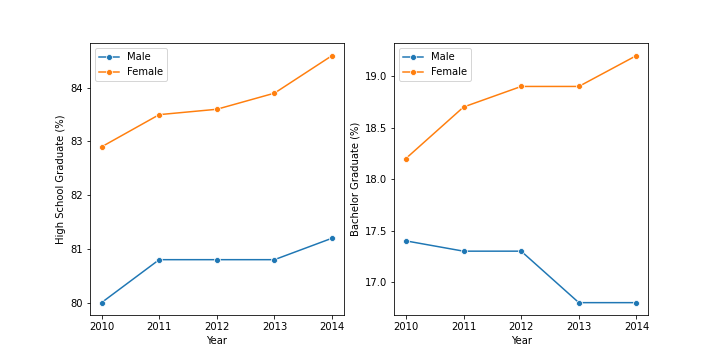 Male
Female
84
83
82
81
80
High School Graduate (%)
2010 2011 2012 2013 2014
Year
Male
Female
19.0
18.5
18.0
17.5
17.0
Bachelor Graduate (%)
2010 2011 2012 2013 2014
Year